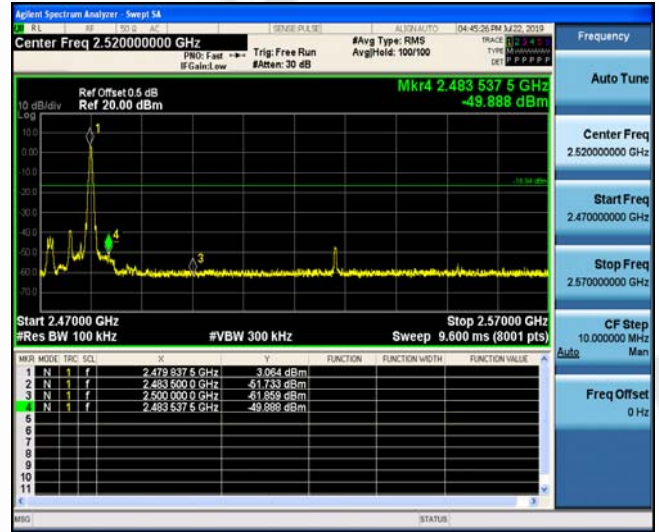 Agilent Spectrum Analyzer - Swept SA
RL RF 50 Ω AC SENSE:PULSE ALIGNAUTO 04:45:26 PM Jul 22, 2019
Center Freq 2.520000000 GHz
PNO: Fast
IFGain:Low
Trig: Free Run
#Atten: 30 dB
#Avg Type: RMS
Avg|Hold: 100/100
TRACE 1 2 3 4 5 6
TYPE
DET P P P P P P
Frequency
Mkr4 2.483 537 5 GHz
-49.888 dBm
Ref Offset 0.5 dB
10 dB/div Ref 20.00 dBm
Log
10.0
0.00
-10.0
-20.0
-30.0
-40.0
-50.0
-60.0
-70.0
1
4
3
Start 2.47000 GHz Stop 2.57000 GHz
#Res BW 100 kHz #VBW 300 kHz Sweep 9.600 ms (8001 pts)
MKR MODE TRC SCL X Y FUNCTION FUNCTION WIDTH FUNCTION VALUE
1 N 1 f 2.479 837 5 GHz 3.064 dBm
2 N 1 f 2.483 500 0 GHz -51.733 dBm
3 N 1 f 2.500 000 0 GHz -61.859 dBm
4 N 1 f 2.483 537 5 GHz -49.888 dBm
5
6
7
8
9
10
11
MSG STATUS
Auto Tune
Center Freq
2.520000000 GHz
Start Freq
2.470000000 GHz
Stop Freq
2.570000000 GHz
CF Step
10.000000 MHz
Auto Man
Freq Offset
0 Hz